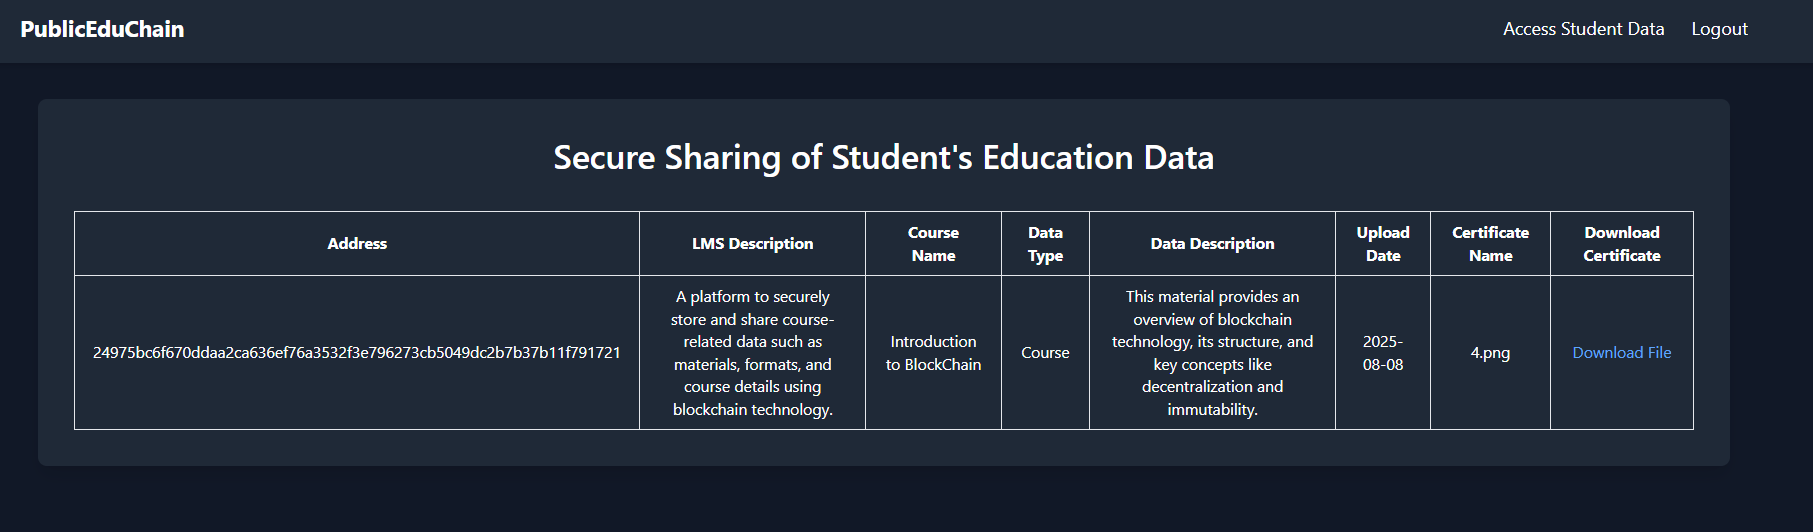 PublicEduChain
Access Student Data
Logout
Secure Sharing of Student's Education Data
Address
LMS Description
Course
Name
Data
Type
Data Description
Upload
Date
Certificate
Name
Download
Certificate
24975bc6f670ddaa2ca636ef76a3532f3e796273cb5049dc2b7b37b11f791721
A platform to securely
store and share course-
related data such as
materials, formats, and
course details using
blockchain technology.
Introduction
to BlockChain
Course
This material provides an
overview of blockchain
technology, its structure, and
key concepts like
decentralization and
immutability.
2025-
08-08
4.png
Download File